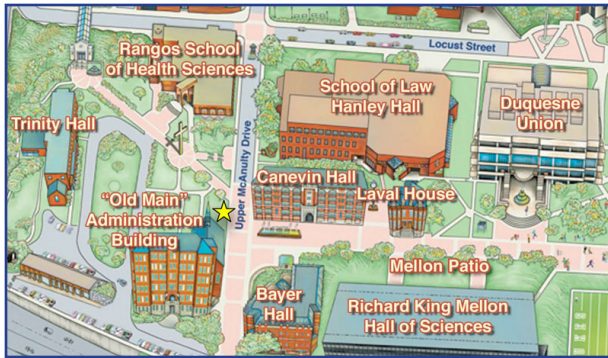 Locust Street
Rangos School
of Health Sciences
School of Law
Hanley Hall
Duquesne
Union
Trinity Hall
Upper McAnulty Drive
Canevin Hall
Laval House
“Old Main”
Administration
Building
Mellon Patio
Bayer
Hall
Richard King Mellon
Hall of Sciences